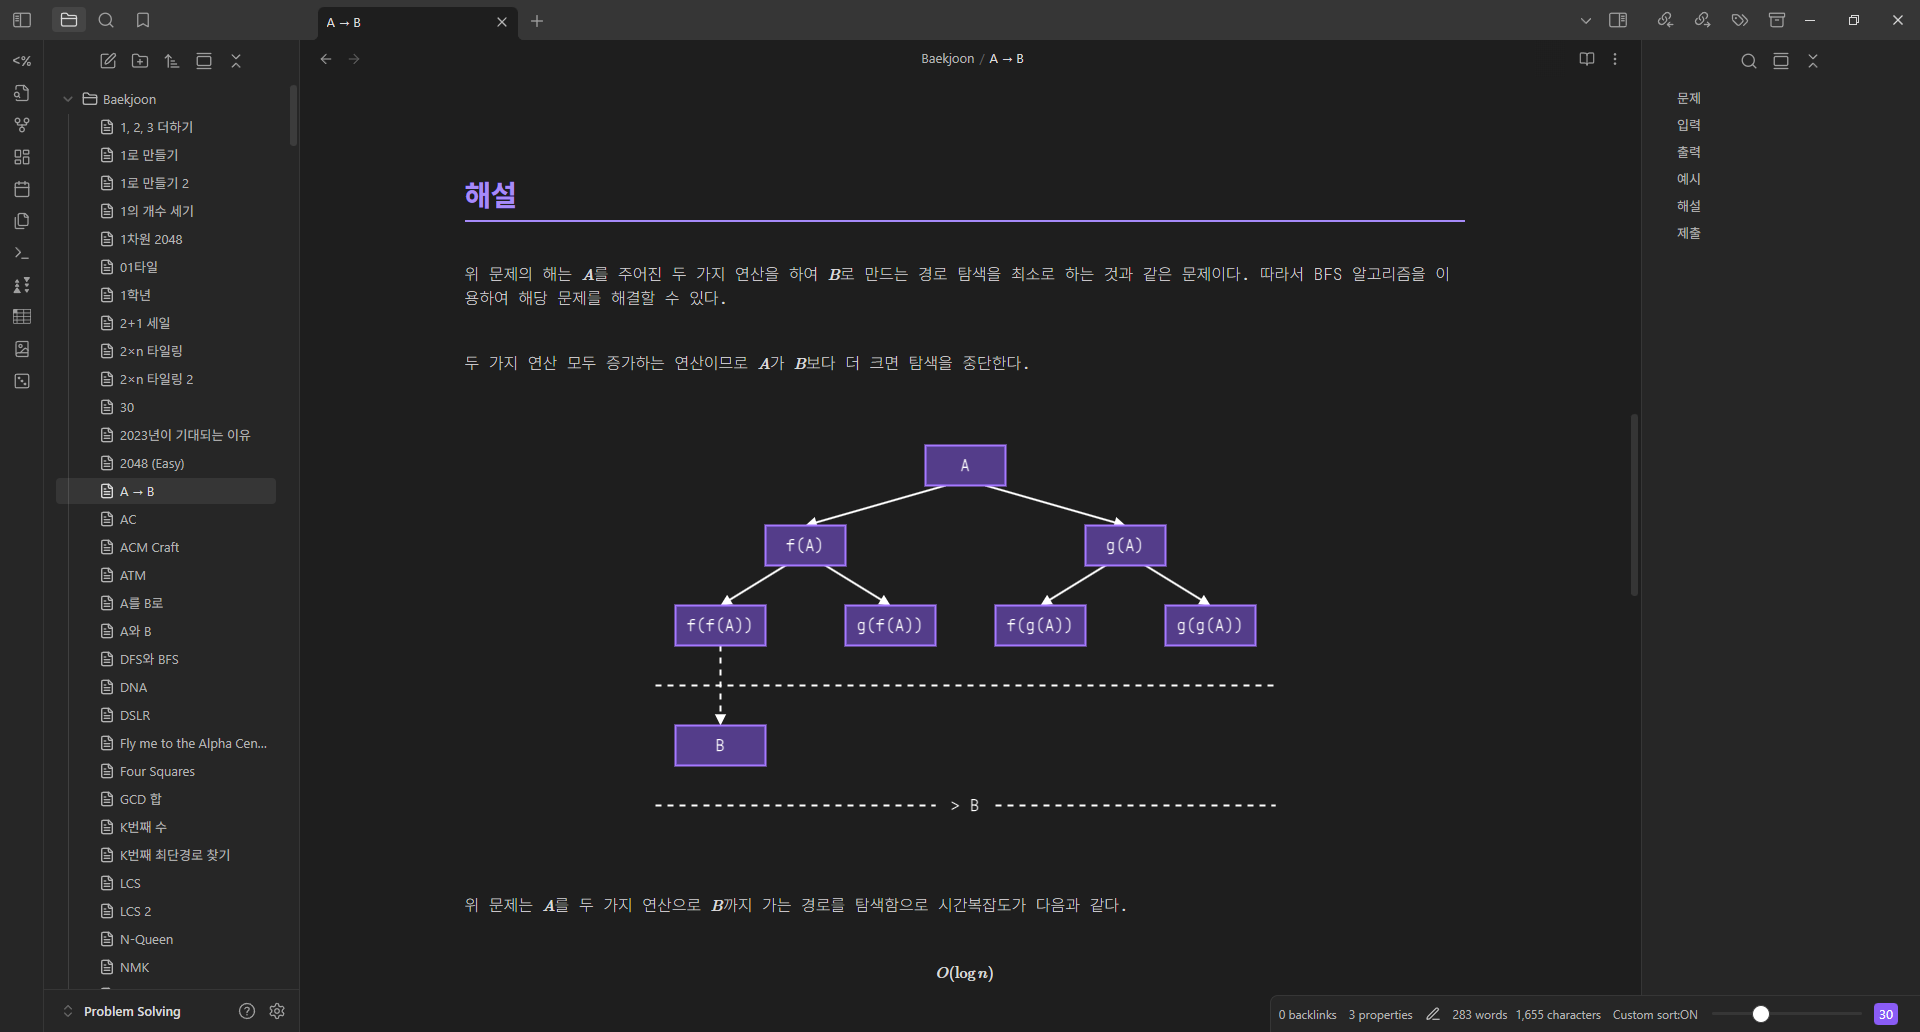 A → B
Baekjoon / A → B
<%
Baekjoon
1, 2, 3 더하기
1로 만들기
1로 만들기 2
1의 개수 세기
1차원 2048
01타일
1학년
2+1 세일
2×n 타일링
2×n 타일링 2
30
2023년이 기대되는 이유
2048 (Easy)
A → B
AC
ACM Craft
ATM
A를 B로
A와 B
DFS와 BFS
DNA
DSLR
Fly me to the Alpha Cen...
Four Squares
GCD 합
K번째 수
K번째 최단경로 찾기
LCS
LCS 2
N-Queen
NMK
Problem Solving
해설
위 문제의 해는 A를 주어진 두 가지 연산을 하여 B로 만드는 경로 탐색을 최소로 하는 것과 같은 문제이다. 따라서 BFS 알고리즘을 이
용하여 해당 문제를 해결할 수 있다.
두 가지 연산 모두 증가하는 연산이므로 A가 B보다 더 크면 탐색을 중단한다.
A
f(A) g(A)
f(f(A)) g(f(A)) f(g(A)) g(g(A))
B
> B
위 문제는 A를 두 가지 연산으로 B까지 가는 경로를 탐색함으로 시간복잡도가 다음과 같다.
O(log n)
문제
입력
출력
예시
해설
제출
0 backlinks 3 properties 283 words 1,655 characters Custom sort:ON 30